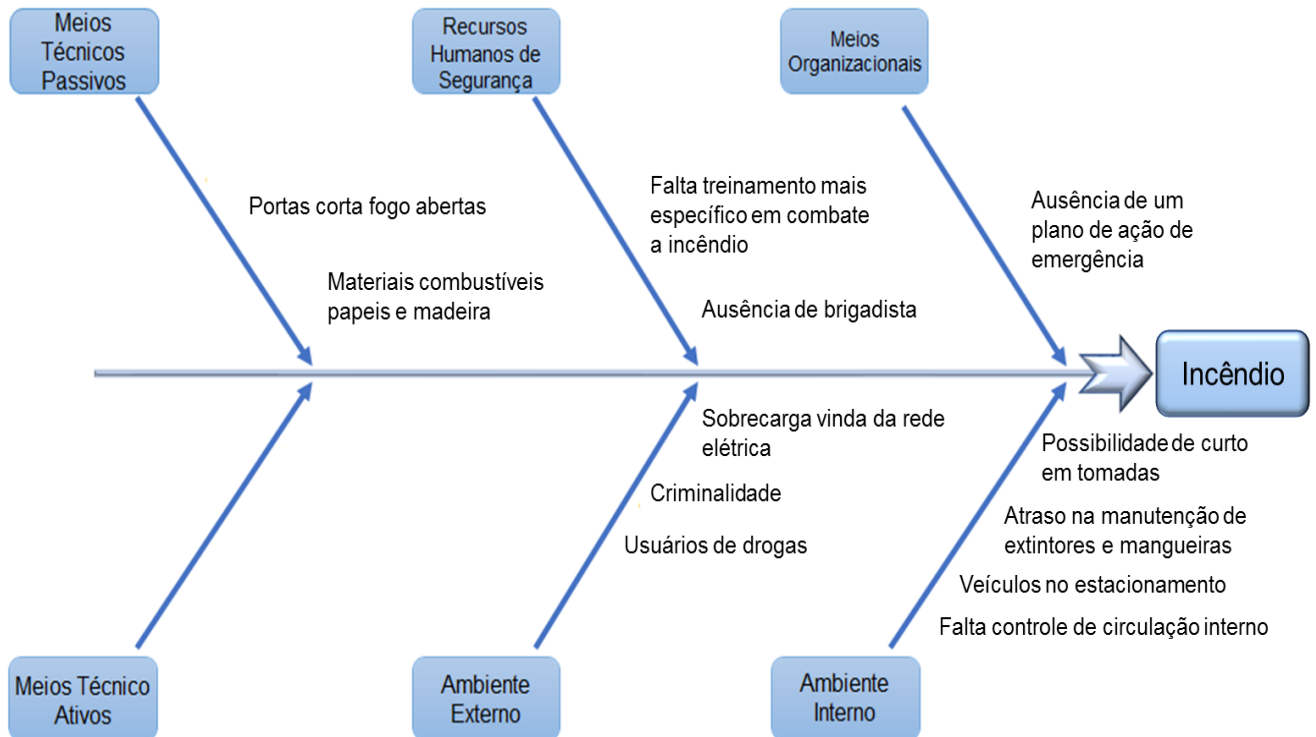 Meios
Técnicos
Passivos
Recursos
Humanos de
Segurança
Meios
Organizacionais
Portas corta fogo abertas
Materiais combustíveis
papeis e madeira
Falta treinamento mais
específico em combate
a incêndio
Ausência de brigadista
Ausência de um
plano de ação de
emergência
Incêndio
Sobrecarga vinda da rede
elétrica
Criminalidade
Usuários de drogas
Possibilidade de curto
em tomadas
Atraso na manutenção de
extintores e mangueiras
Veículos no estacionamento
Falta controle de circulação interno
Meios Técnico
Ativos
Ambiente
Externo
Ambiente
Interno